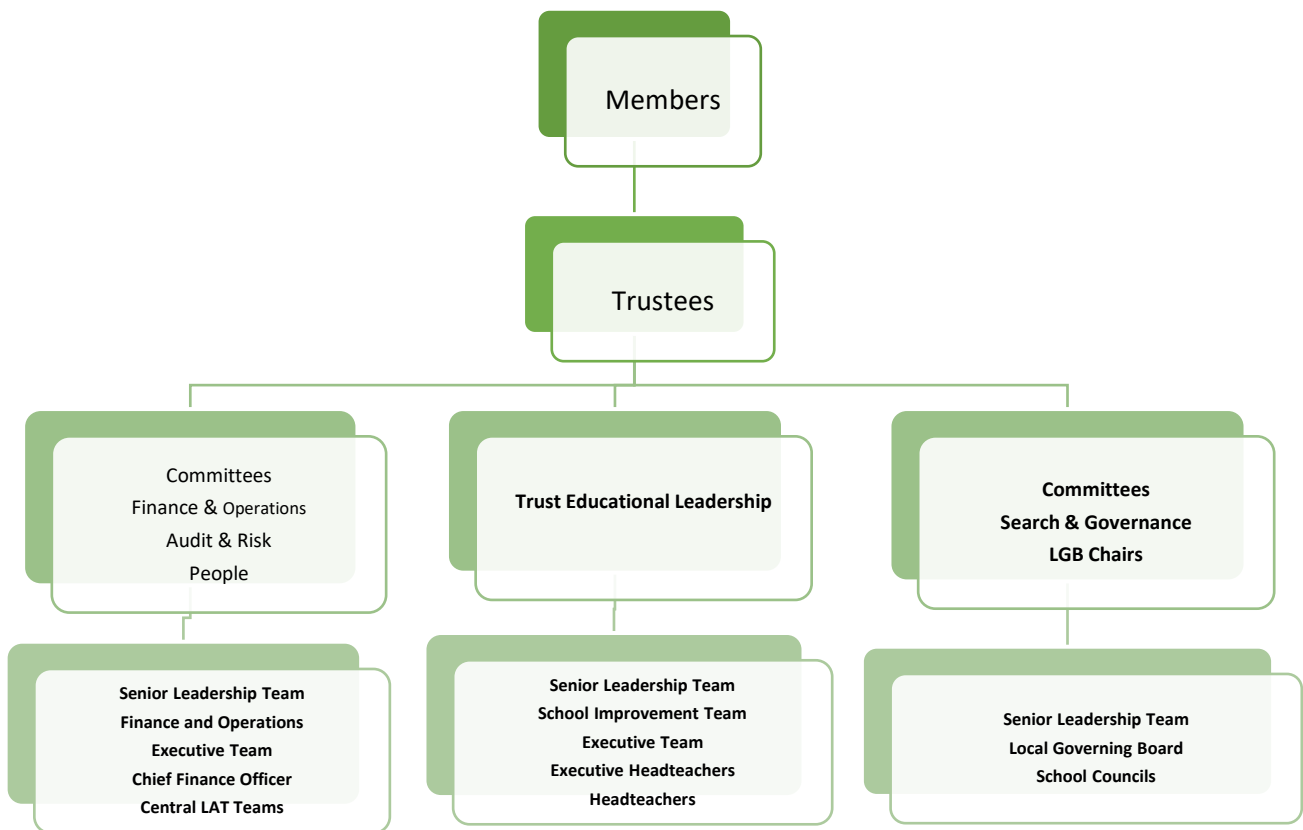 Members
Trustees
Committees
Finance & Operations
Audit & Risk
People
Trust Educational Leadership
Committees
Search & Governance
LGB Chairs
Senior Leadership Team
Finance and Operations
Executive Team
Chief Finance Officer
Central LAT Teams
Senior Leadership Team
School Improvement Team
Executive Team
Executive Headteachers
Headteachers
Senior Leadership Team
Local Governing Board
School Councils